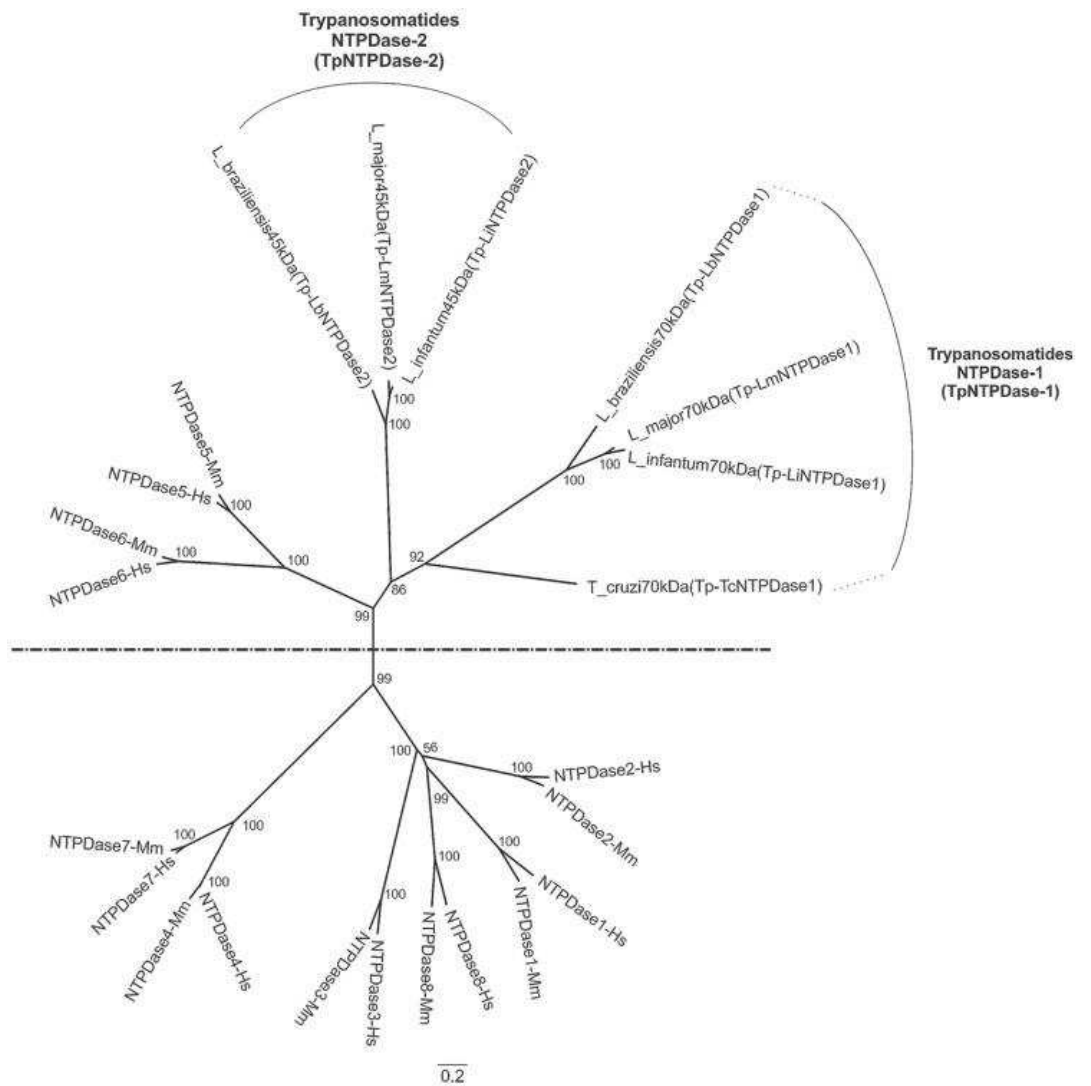 Trypanosomatides
NTPDase-2
(TpNTPDase-2)
L_braziliensis45kDa(Tp-LbNTPDase2)
L_major45kDa(Tp-LmNTPDase2)
L_infantum45kDa(Tp-LiNTPDase2)
100
100
L_braziliensis70kDa(Tp-LbNTPDase1)
L_major70kDa(Tp-LmNTPDase1)
L_infantum70kDa(Tp-LiNTPDase1)
100
100
Trypanosomatides
NTPDase-1
(TpNTPDase-1)
NTPDase5-Mm
NTPDase5-Hs
100
NTPDase6-Mm
NTPDase6-Hs
100
100
92
T_cruzi70kDa(Tp-TcNTPDase1)
86
99
99
100
56
100
NTPDase2-Hs
NTPDase2-Mm
99
100
NTPDase7-Mm
NTPDase7-Hs
100
100
NTPDase4-Mm
NTPDase4-Hs
100
NTPDase3-Mm
NTPDase3-Hs
100
NTPDase8-Mm
NTPDase8-Hs
100
NTPDase1-Mm
NTPDase1-Hs
0.2